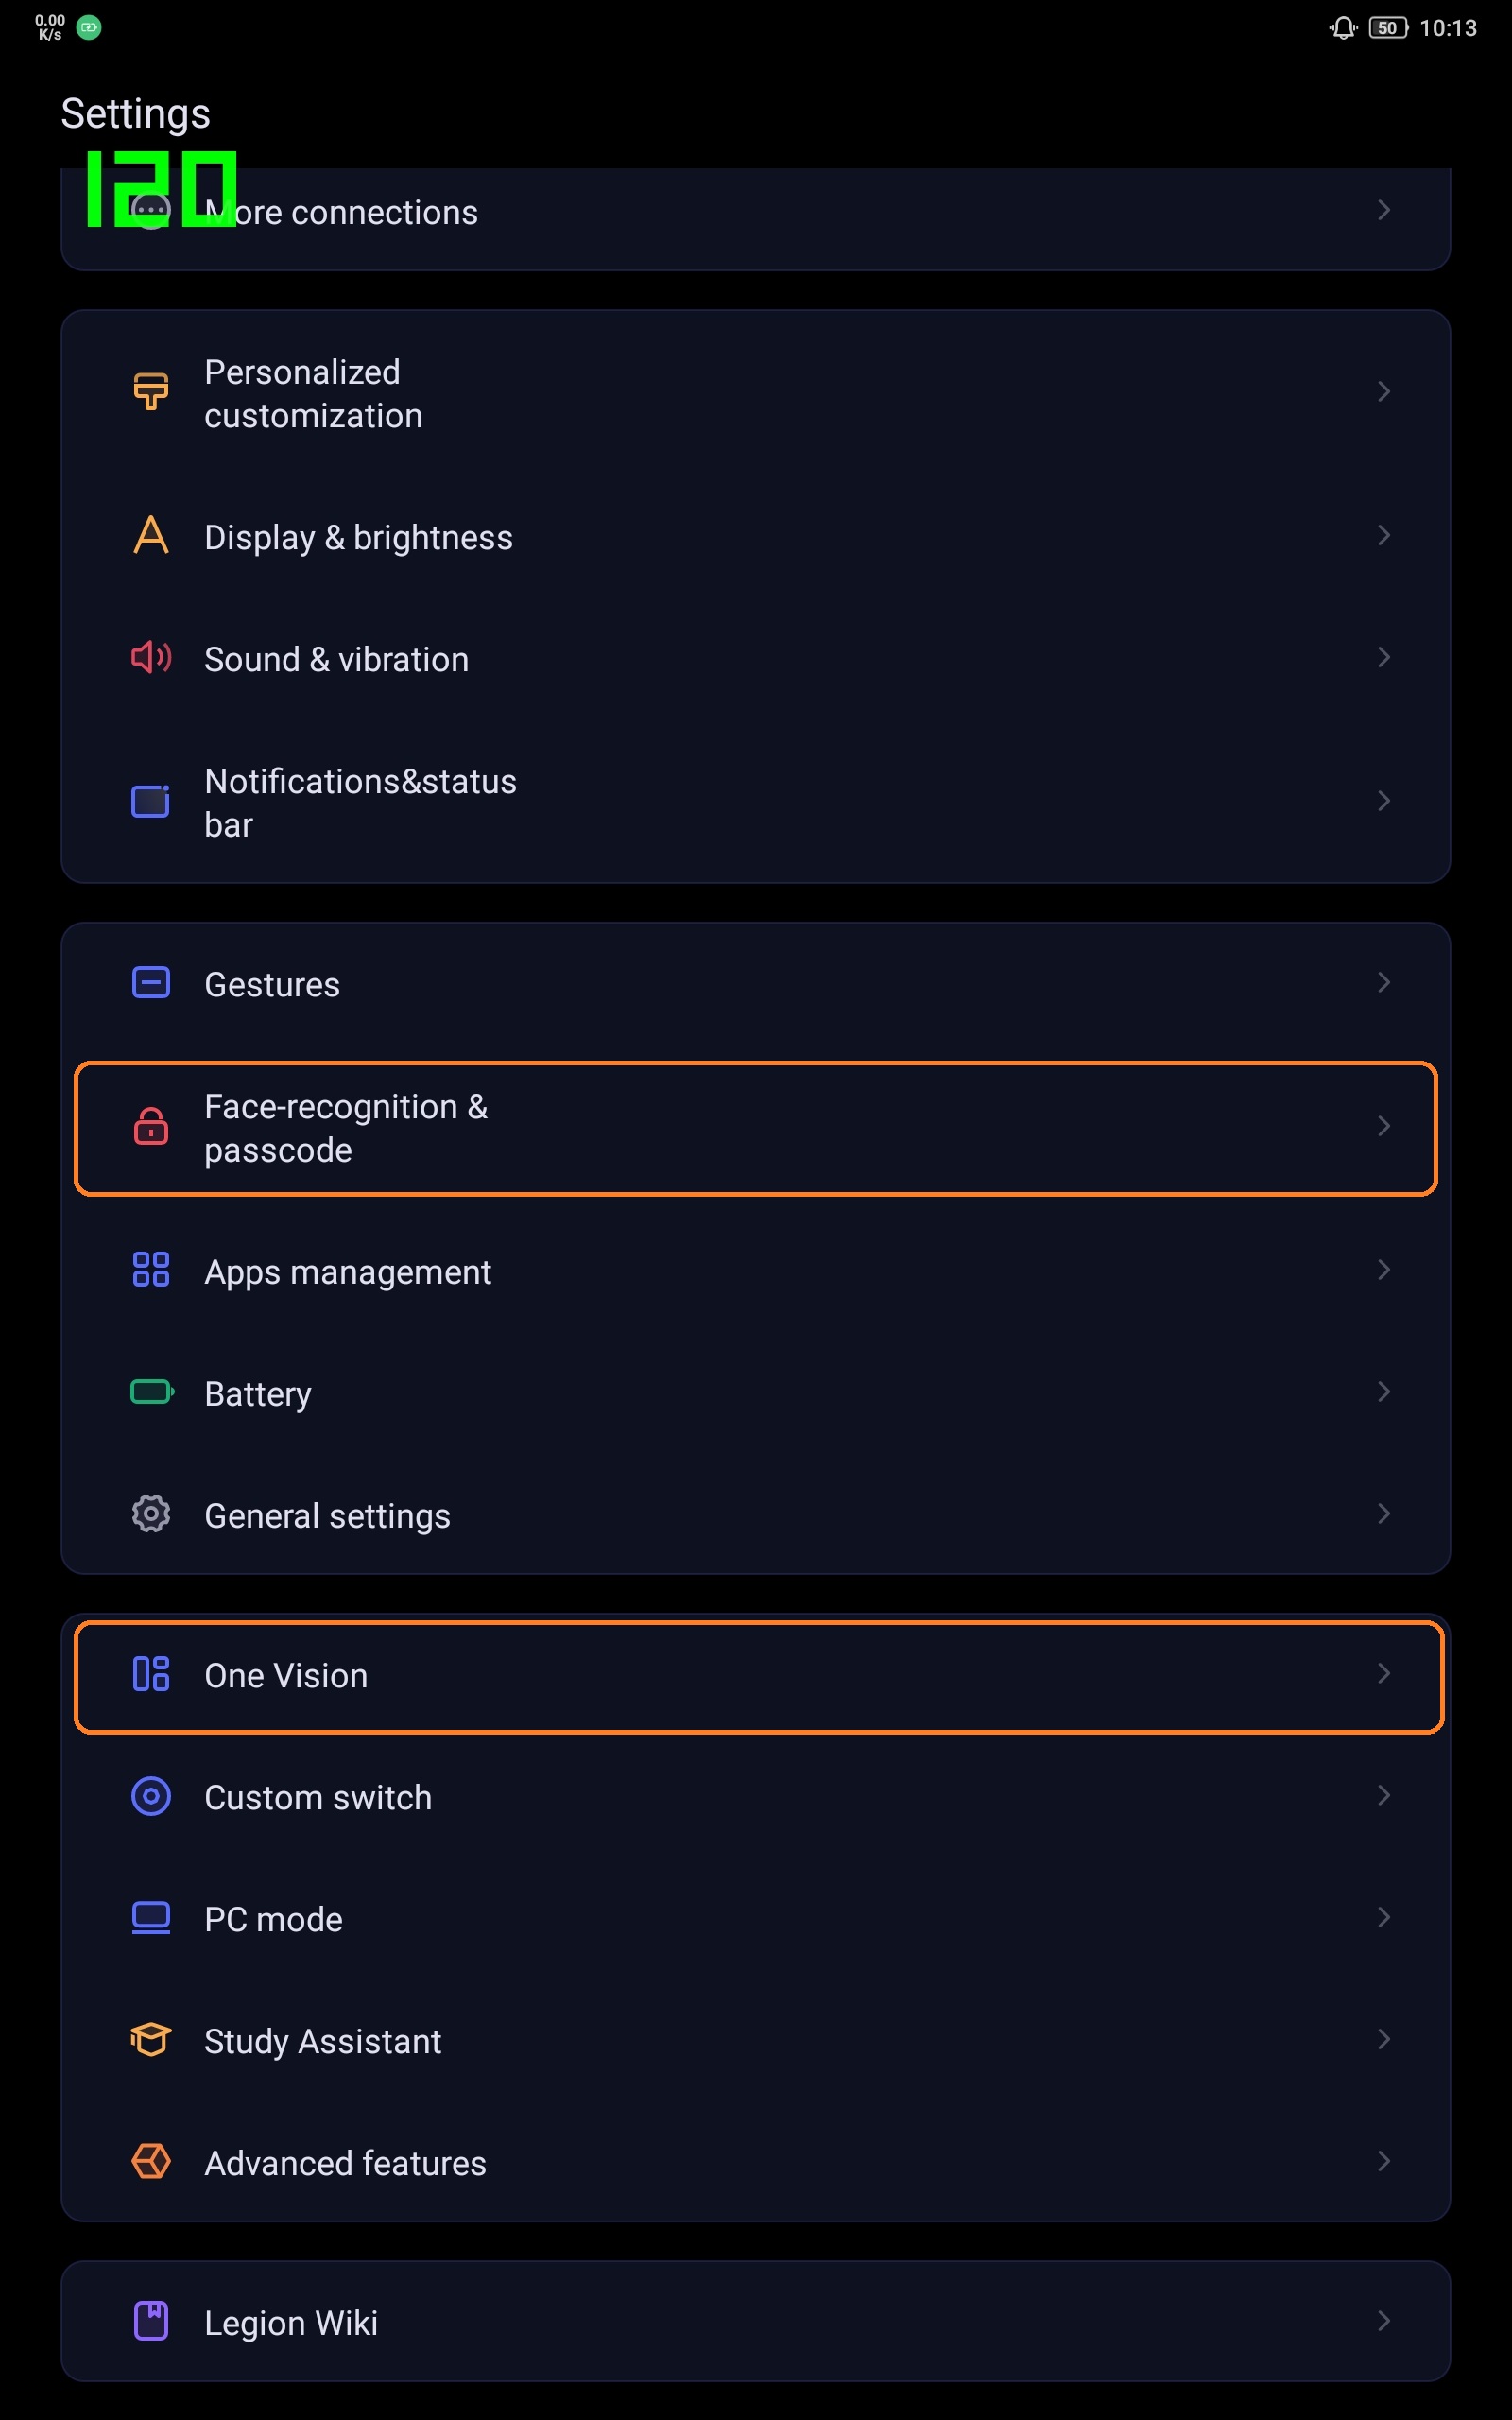 0.00
K/s
50
10:13
Settings
120
More connections
Personalized
customization
Display & brightness
Sound & vibration
Notifications&status
bar
Gestures
Face-recognition &
passcode
Apps management
Battery
General settings
One Vision
Custom switch
PC mode
Study Assistant
Advanced features
Legion Wiki